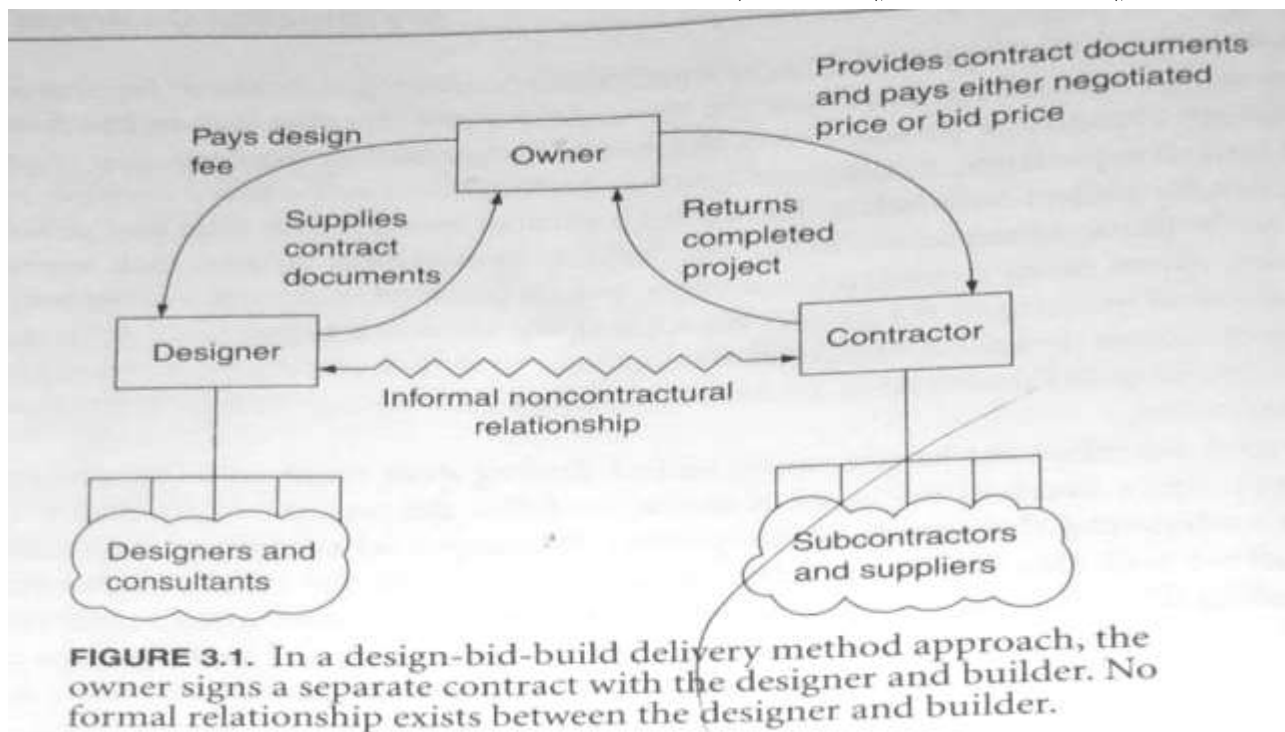 Provides contract documents
and pays either negotiated
price or bid price
Pays design
fee
Owner
Supplies
contract
documents
Returns
completed
project
Designer
Contractor
Informal noncontractural
relationship
Designers and
consultants
Subcontractors
and suppliers
FIGURE 3.1. In a design-bid-build delivery method approach, the
owner signs a separate contract with the designer and builder. No
formal relationship exists between the designer and builder.